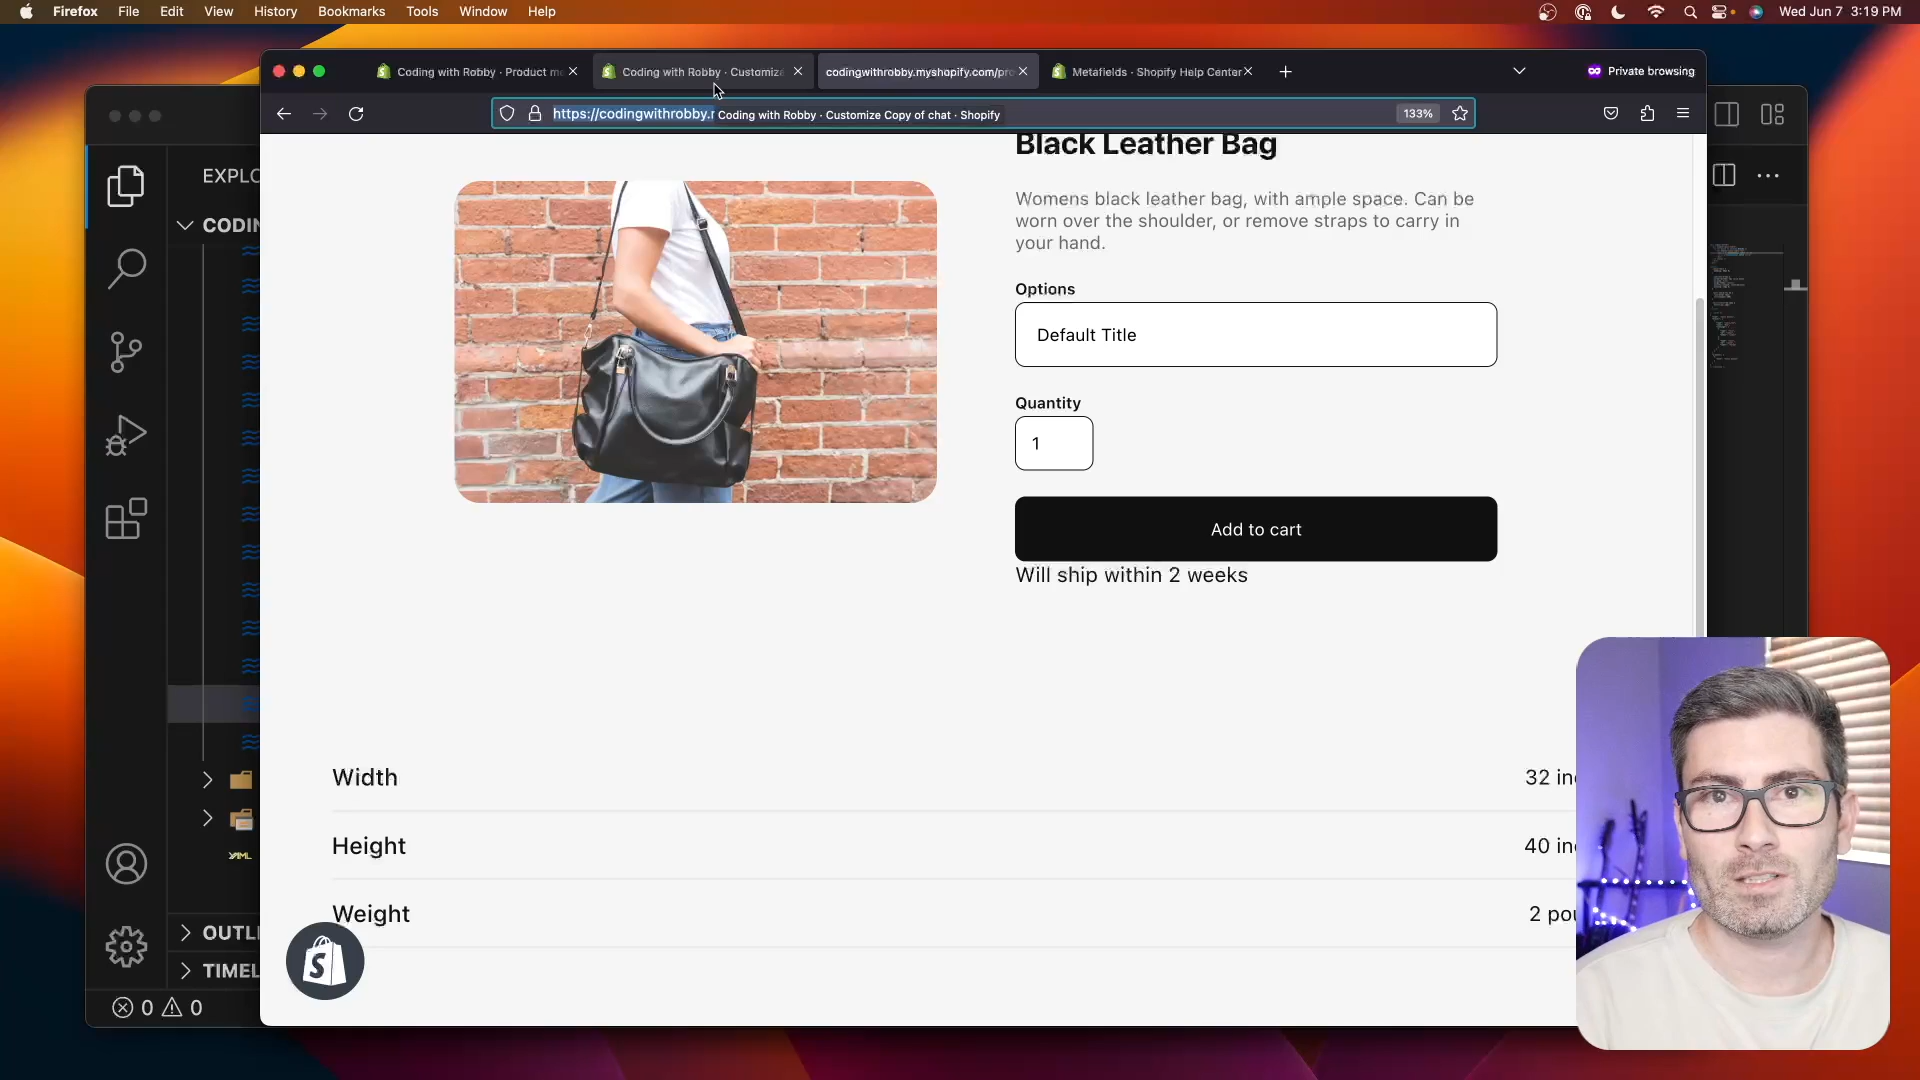 Firefox File Edit View History Bookmarks Tools Window Help
Wed Jun 7 3:19 PM
Coding with Robby · Product m
Coding with Robby · Customiz
codingwithrobby.myshopify.com/pro
Metafields · Shopify Help Center
Private browsing
https://codingwithrobby.
Coding with Robby · Customize Copy of chat · Shopify
133%
Black Leather Bag
Womens black leather bag, with ample space. Can be
worn over the shoulder, or remove straps to carry in
your hand.
Options
Default Title
Quantity
1
Add to cart
Will ship within 2 weeks
Width 32 in
Height 40 in
Weight 2 pou
EXPLO
CODIN
YAML
OUTLI
TIMEL
0 0